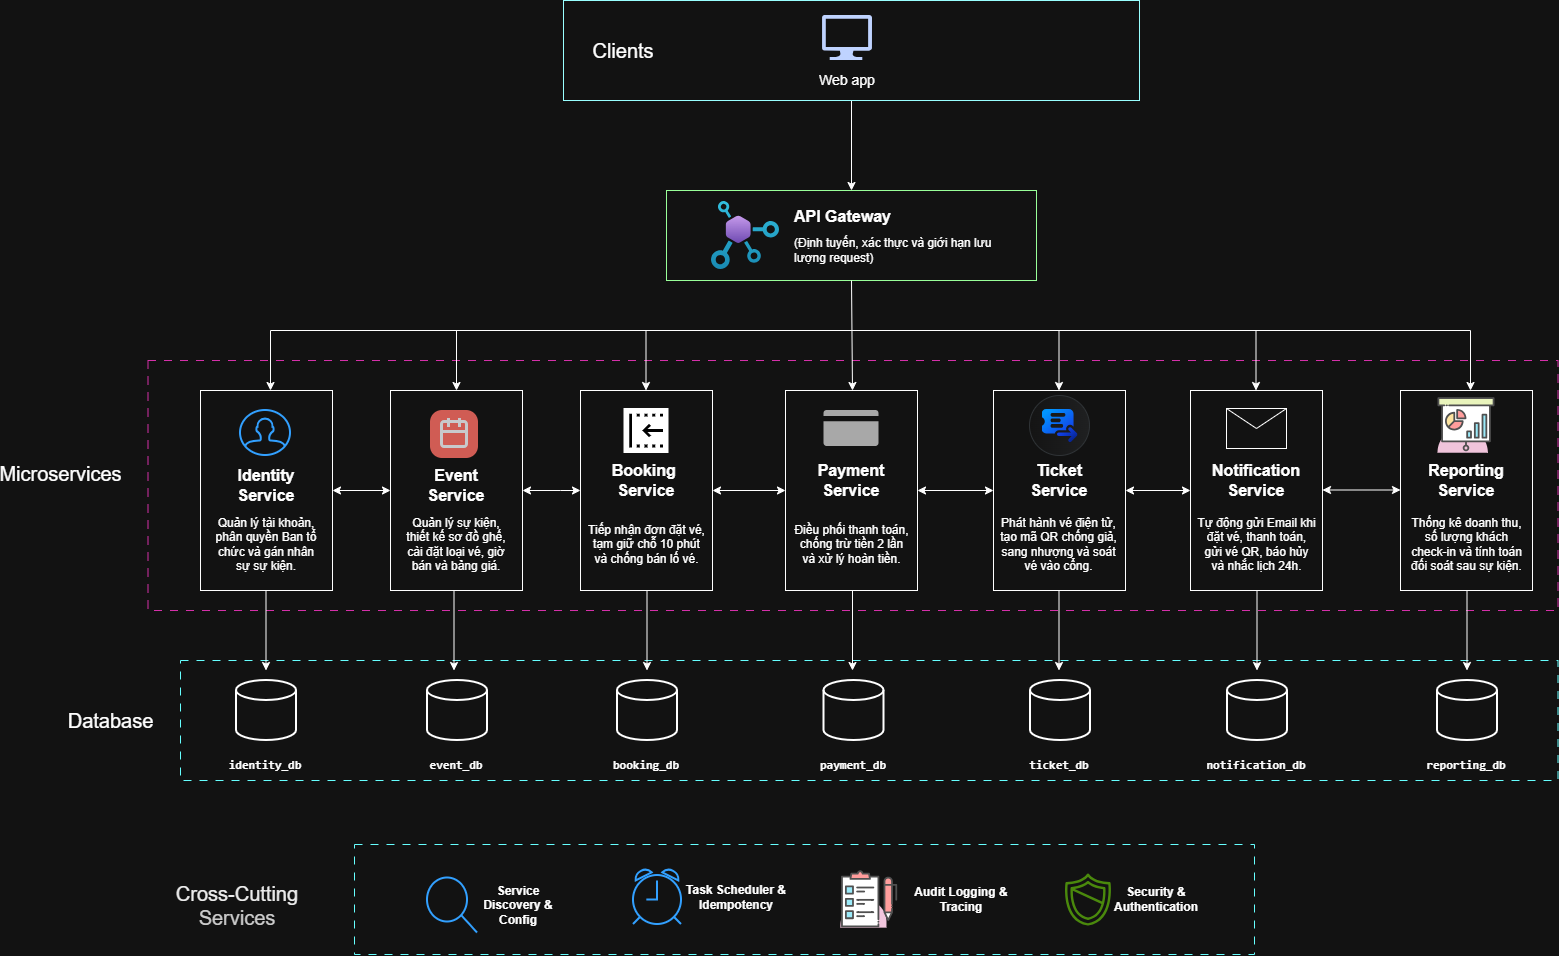 Clients
Web app
API Gateway
(Định tuyến, xác thực và giới hạn lưu
lượng request)
Microservices
Identity
Service
Quản lý tài khoản,
phân quyền Ban tổ
chức và gán nhân
sự sự kiện.
Event
Service
Quản lý sự kiện,
thiết kế sơ đồ ghế,
cài đặt loại vé, giờ
bán và bảng giá.
Booking
Service
Tiếp nhận đơn đặt vé,
tạm giữ chỗ 10 phút
và chống bán lố vé.
Payment
Service
Điều phối thanh toán,
chống trừ tiền 2 lần
và xử lý hoàn tiền.
Ticket
Service
Phát hành vé điện tử,
tạo mã QR chống giả,
sang nhượng và soát
vé vào cổng.
Notification
Service
Tự động gửi Email khi
đặt vé, thanh toán,
gửi vé QR, báo hủy
và nhắc lịch 24h.
Reporting
Service
Thống kê doanh thu,
số lượng khách
check-in và tính toán
đối soát sau sự kiện.
Database
identity_db
event_db
booking_db
payment_db
ticket_db
notification_db
reporting_db
Cross-Cutting
Services
Service
Discovery &
Config
Task Scheduler &
Idempotency
Audit Logging &
Tracing
Security &
Authentication